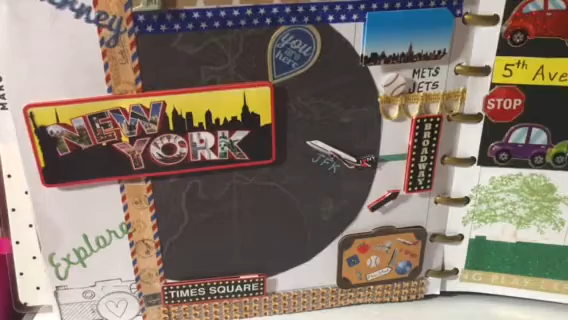 you
are
here
METS
JETS
5th Ave
STOP
NEW
YORK
BROADWAY
JFK
Explore
TIMES SQUARE